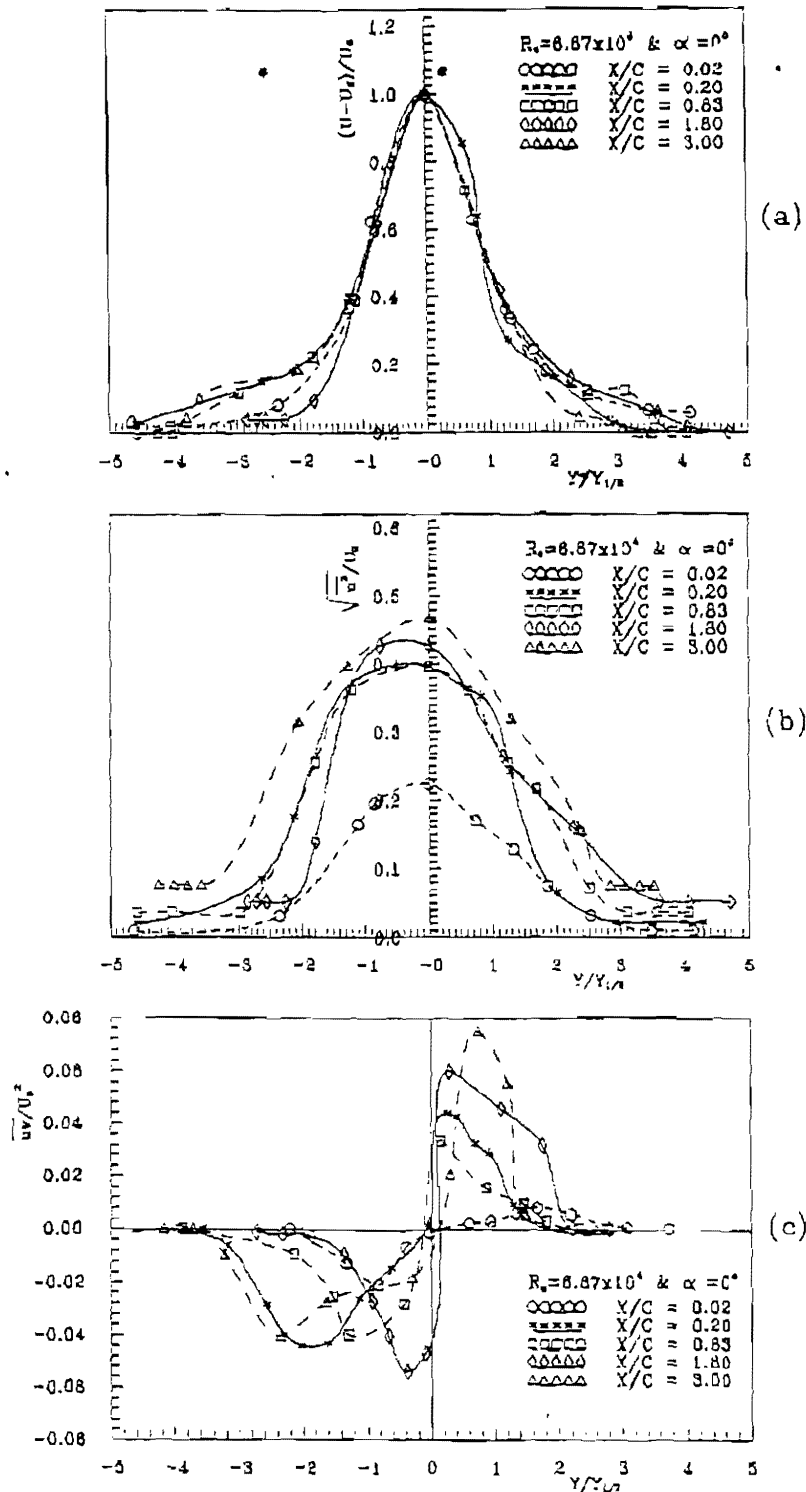 1.2
(U-U_d)/U_s
R_e=6.87x10^4 & α=0°
X/C = 0.02
X/C = 0.20
X/C = 0.83
X/C = 1.80
X/C = 3.00
1.0
0.6
0.4
0.2
(a)
-5 -4 -3 -2 -1 -0 1 2 3 4 5
Y/Y_1/2
R_e=6.87x10^4 & α=0°
X/C = 0.02
X/C = 0.20
X/C = 0.83
X/C = 1.80
X/C = 3.00
0.5
0.3
0.2
0.1
0.0
(b)
-5 -4 -3 -2 -1 -0 1 2 3 4 5
Y/Y_1/2
0.08
uv/U_s^2
0.06
0.04
0.02
0.00
-0.02
-0.04
-0.06
-0.08
(c)
R_e=6.87x10^4 & α=0°
X/C = 0.02
X/C = 0.20
X/C = 0.83
X/C = 1.80
X/C = 3.00
-5 -4 -3 -2 -1 0 1 2 3 4 5
Y/Y_1/2